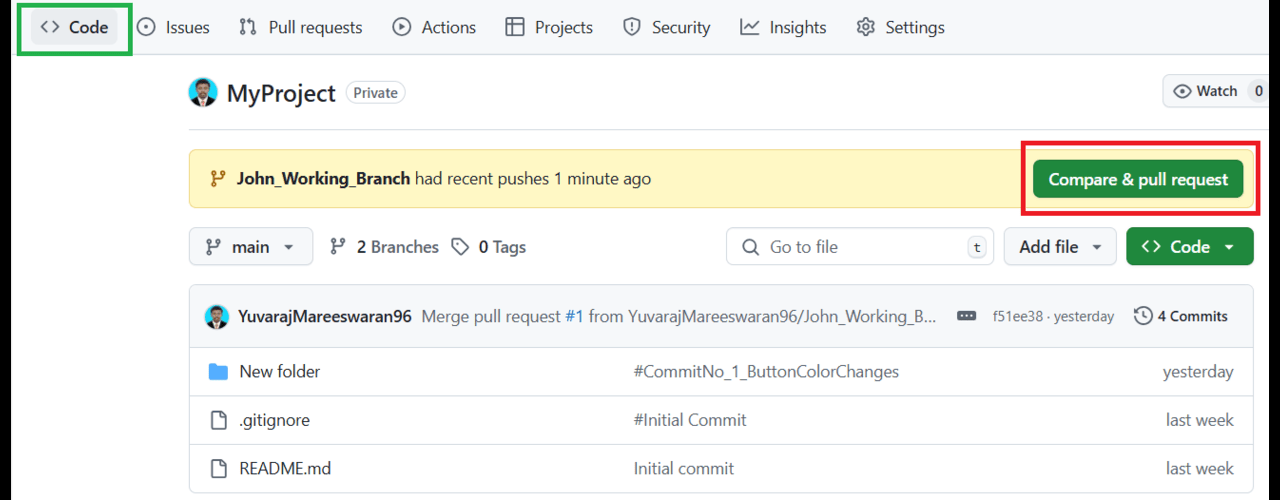 Code Issues Pull requests Actions Projects Security Insights Settings
MyProject Private Watch 0
John_Working_Branch had recent pushes 1 minute ago Compare & pull request
main 2 Branches 0 Tags Go to file t Add file Code
YuvarajMareeswaran96 Merge pull request #1 from YuvarajMareeswaran96/John_Working_B... f51ee38 · yesterday 4 Commits
New folder #CommitNo_1_ButtonColorChanges yesterday
.gitignore #Initial Commit last week
README.md Initial commit last week